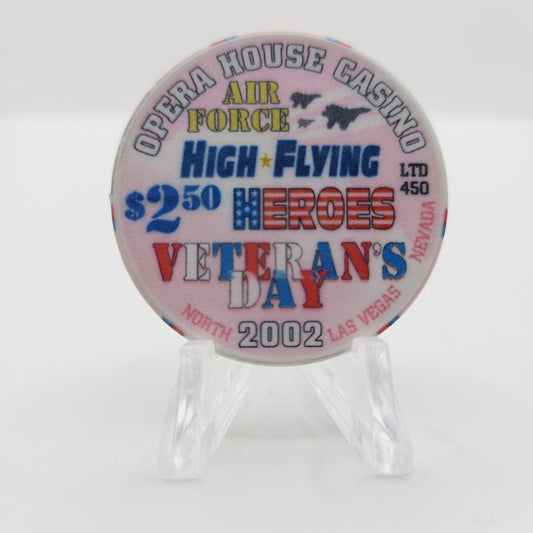 OPERA HOUSE CASINO
AIR
FORCE
HIGH FLYING
LTD
450
$2.50 HEROES
VETERAN'S
DAY
NORTH LAS VEGAS NEVADA
2002